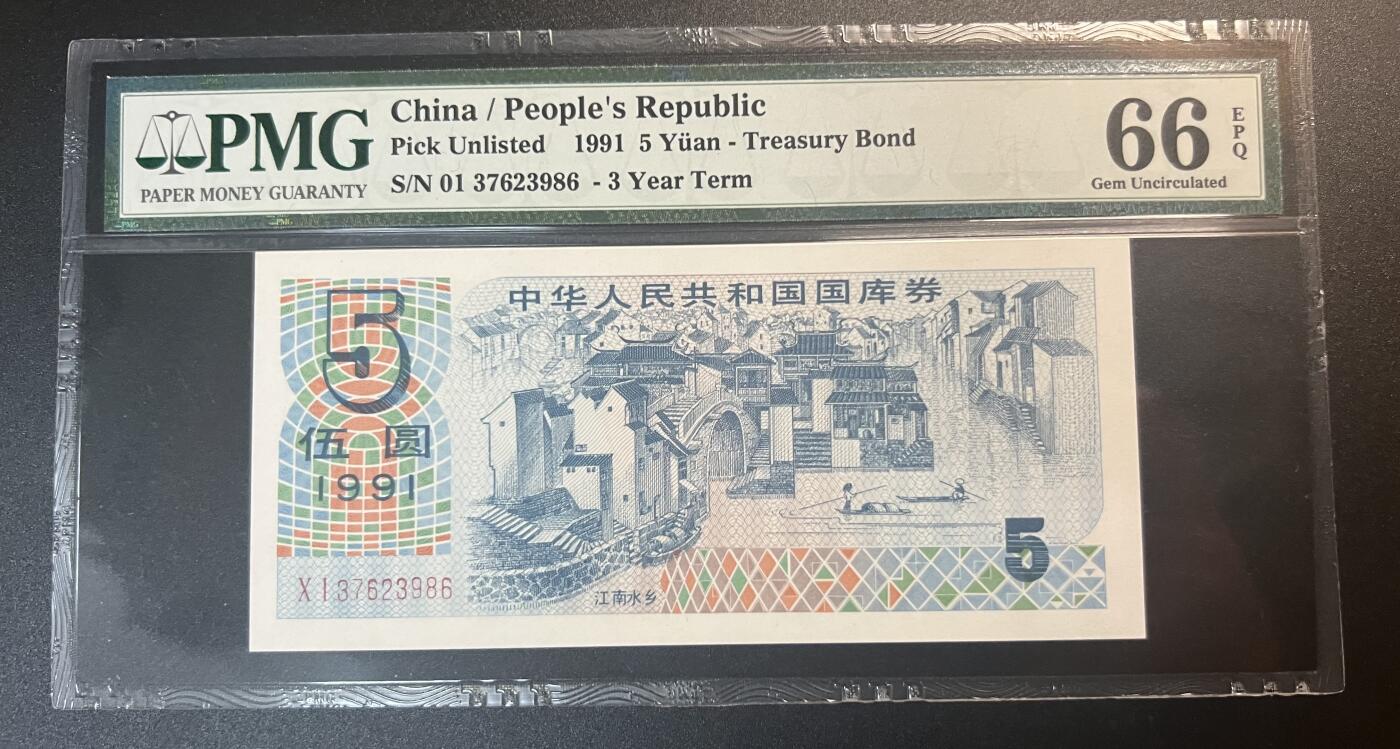 PMG
PAPER MONEY GUARANTY
China / People's Republic
Pick Unlisted 1991 5 Yüan - Treasury Bond
S/N 01 37623986 - 3 Year Term
66
EPQ
Gem Uncirculated
中华人民共和国国库券
5
伍圆
1991
XI37623986
江南水乡
5